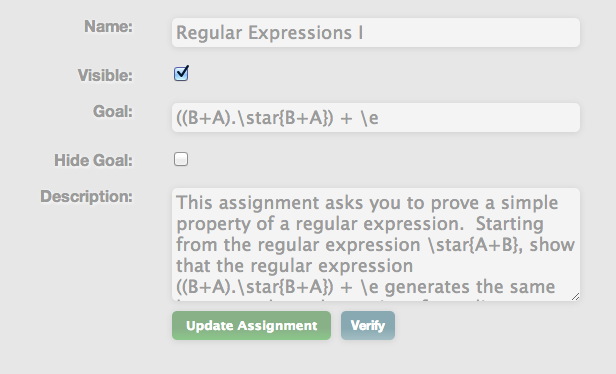 Name: Regular Expressions I
Visible:
Goal: ((B+A).\star{B+A}) + \e
Hide Goal:
Description: This assignment asks you to prove a simple
property of a regular expression.  Starting
from the regular expression \star{A+B}, show
that the regular expression
((B+A).\star{B+A}) + \e generates the same
Update Assignment Verify